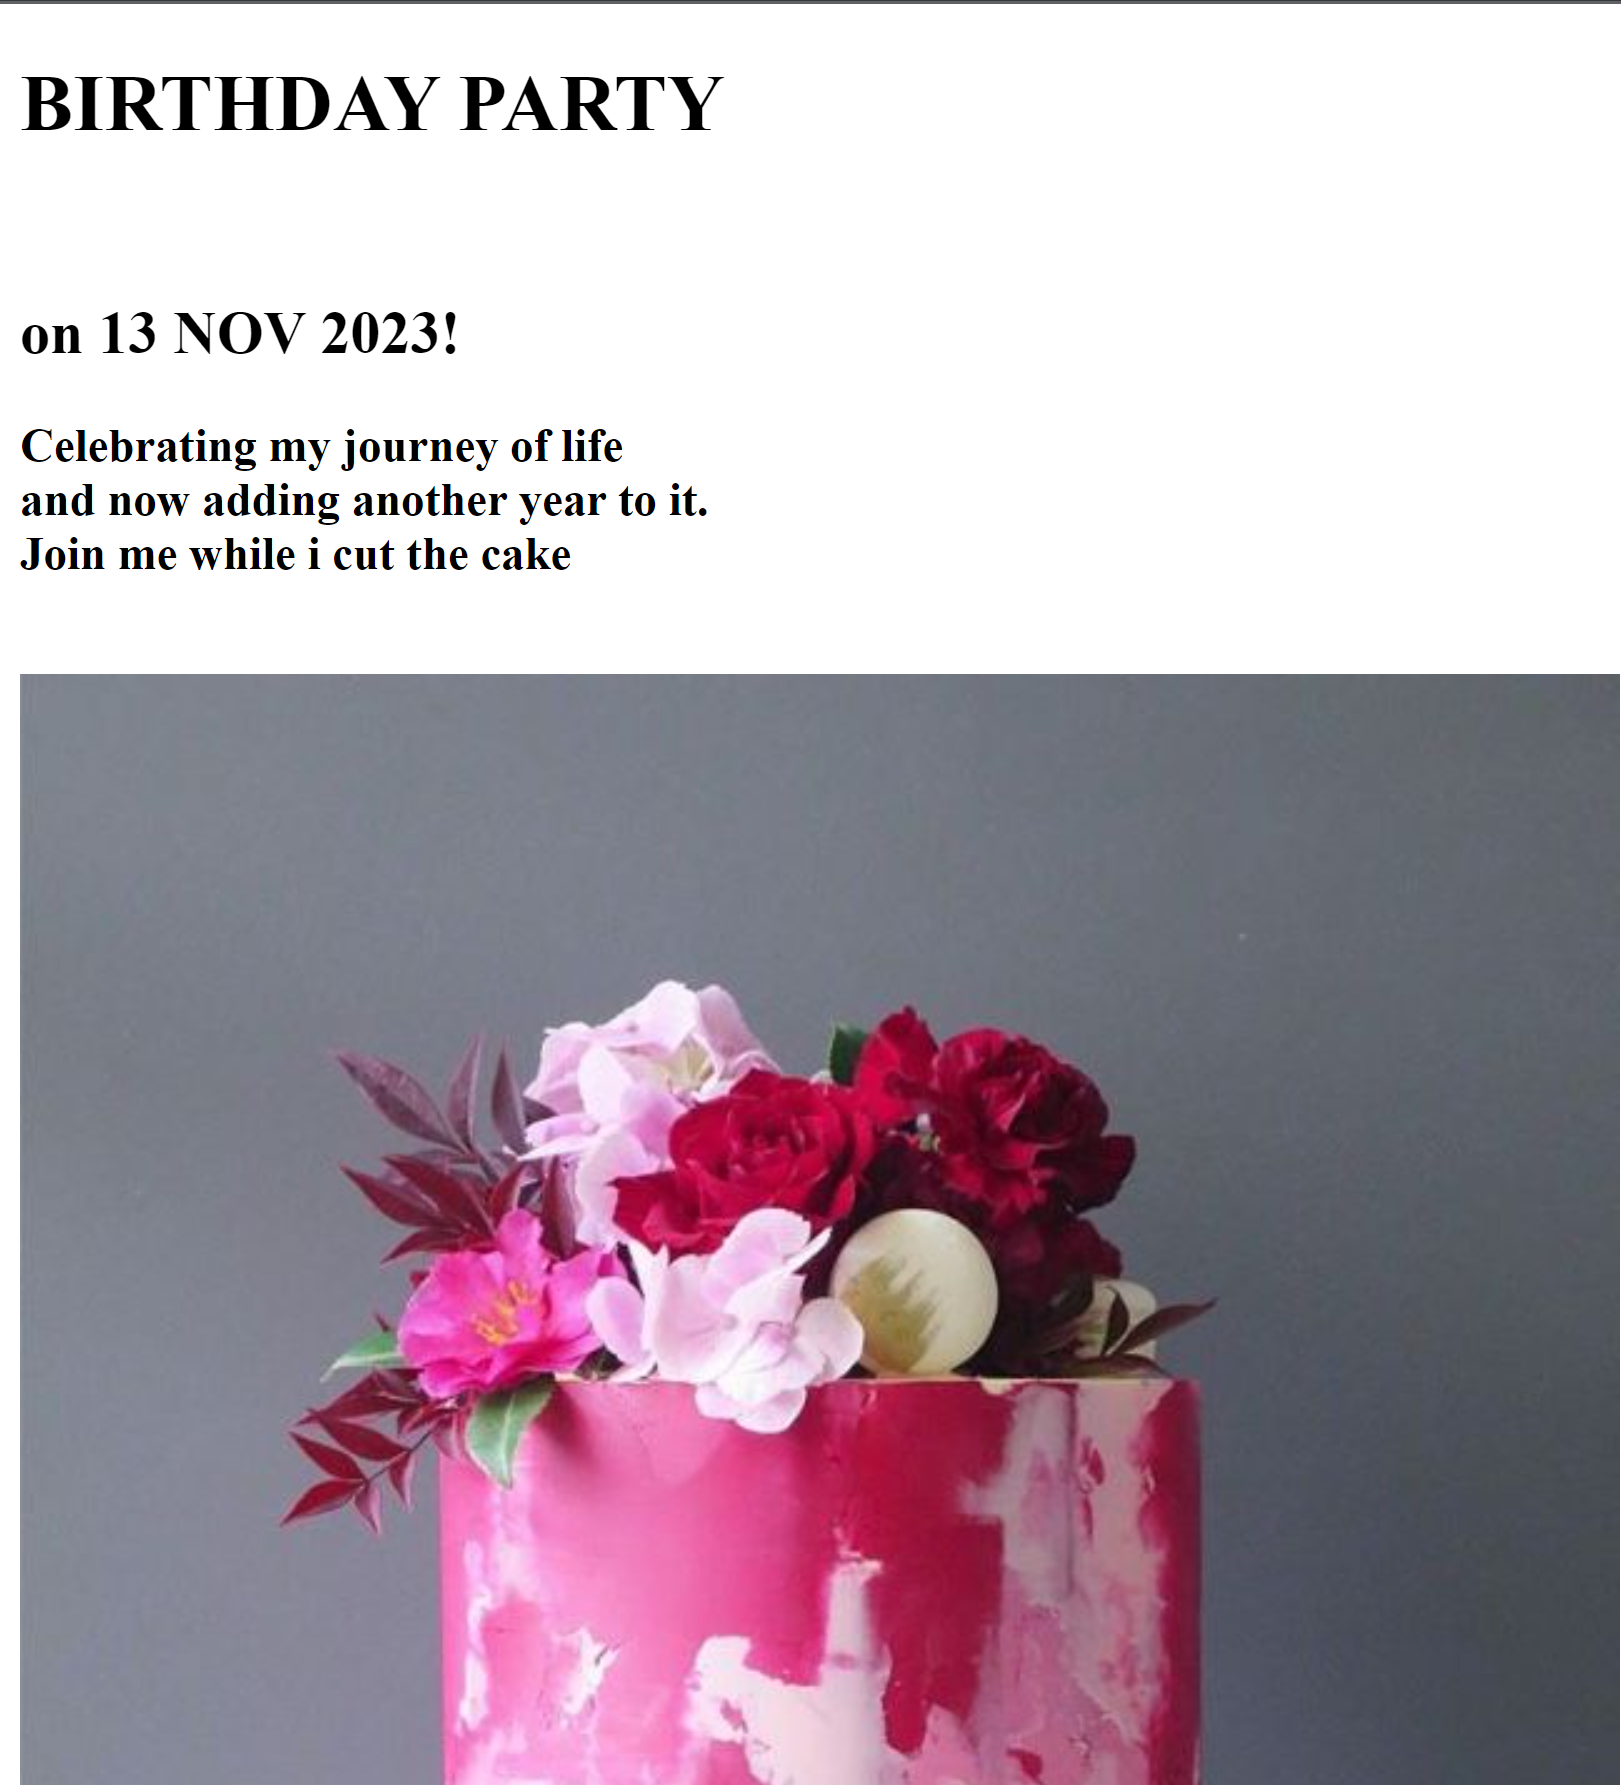 BIRTHDAY PARTY
on 13 NOV 2023!
Celebrating my journey of life
and now adding another year to it.
Join me while i cut the cake